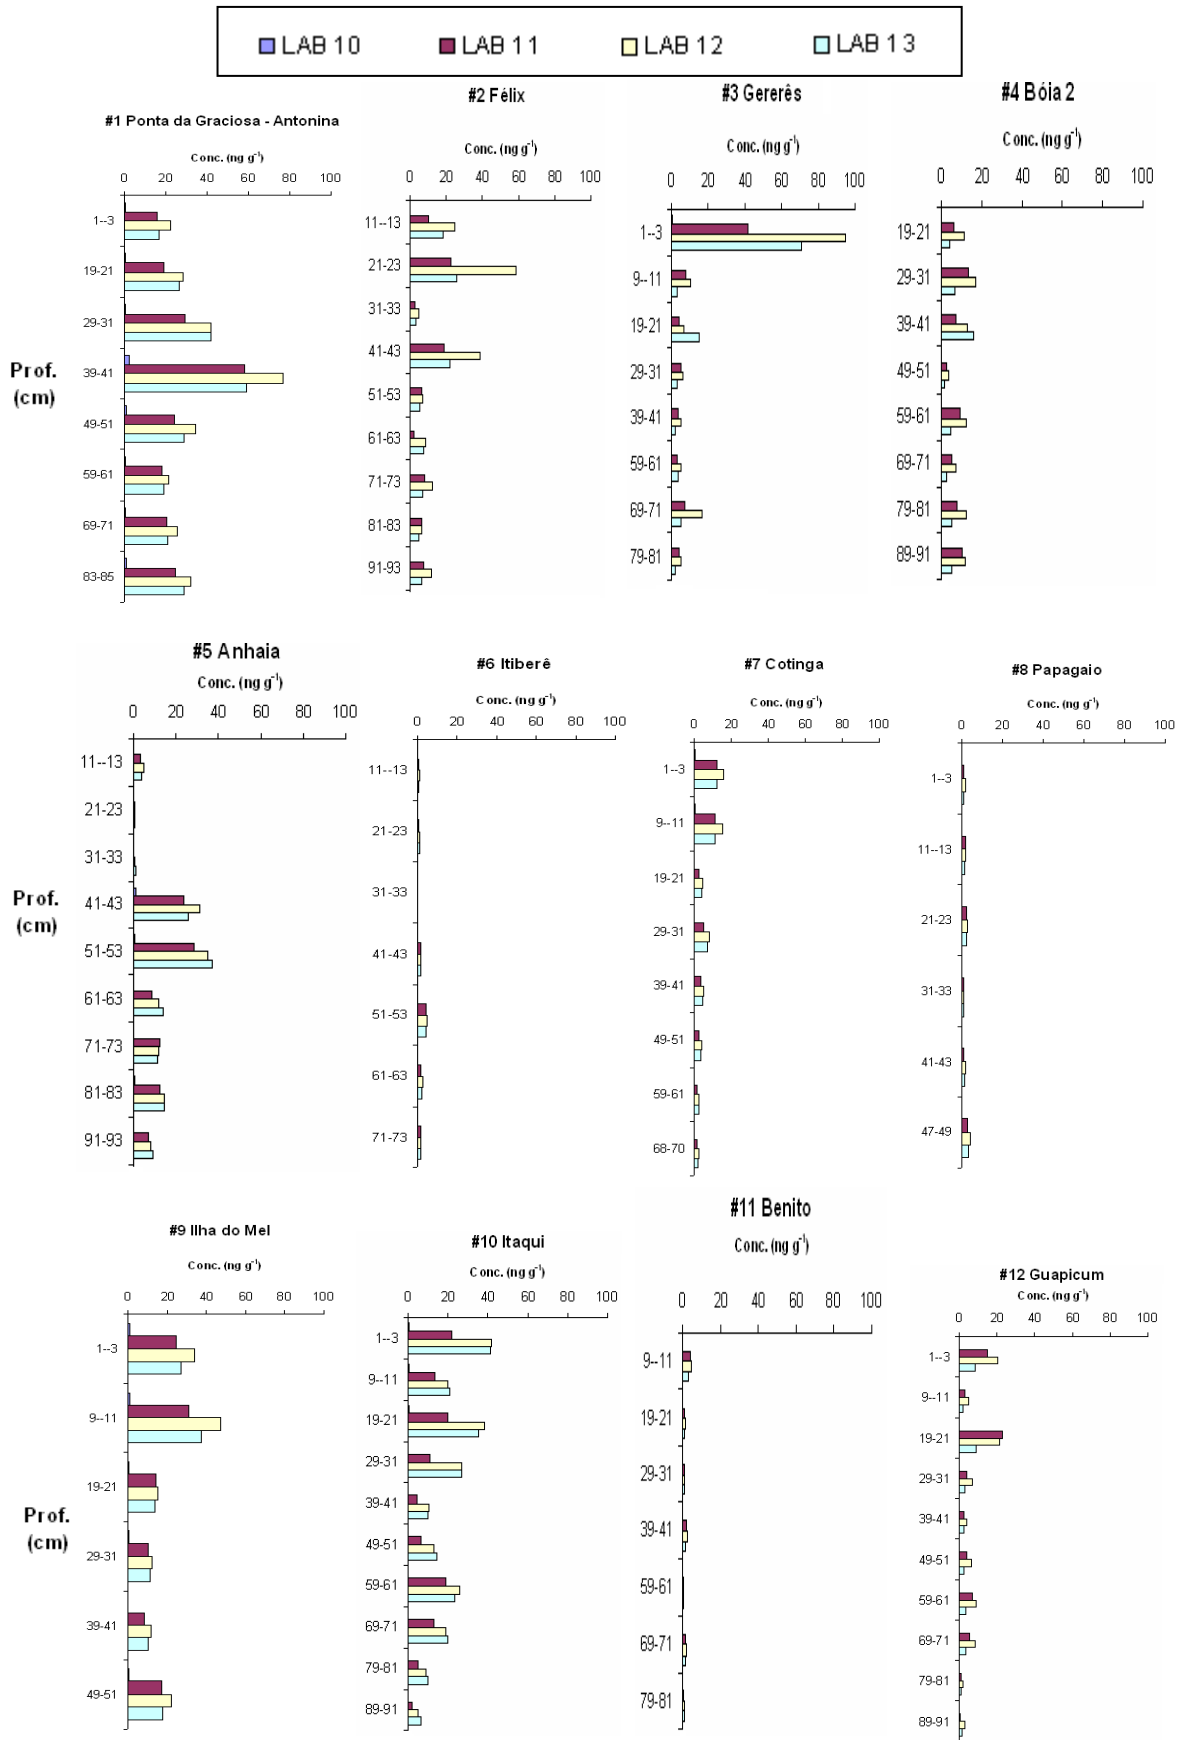 LAB 10 LAB 11 LAB 12 LAB 13
#1 Ponta da Graciosa - Antonina
Conc. (ng g-1)
0 20 40 60 80 100
1--3
19-21
29-31
39-41
49-51
59-61
69-71
83-85
Prof.
(cm)
#2 Félix
Conc. (ng g-1)
0 20 40 60 80 100
11--13
21-23
31-33
41-43
51-53
61-63
71-73
81-83
91-93
#3 Gererês
Conc. (ng g-1)
0 20 40 60 80 100
1--3
9--11
19-21
29-31
39-41
59-61
69-71
79-81
#4 Bóia 2
Conc. (ng g-1)
0 20 40 60 80 100
19-21
29-31
39-41
49-51
59-61
69-71
79-81
89-91
#5 Anhaia
Conc. (ng g-1)
0 20 40 60 80 100
11--13
21-23
31-33
41-43
51-53
61-63
71-73
81-83
91-93
Prof.
(cm)
#6 Itiberê
Conc. (ng g-1)
0 20 40 60 80 100
11--13
21-23
31-33
41-43
51-53
61-63
71-73
#7 Cotinga
Conc. (ng g-1)
0 20 40 60 80 100
1--3
9--11
19-21
29-31
39-41
49-51
59-61
68-70
#8 Papagaio
Conc. (ng g-1)
0 20 40 60 80 100
1--3
11--13
21-23
31-33
41-43
47-49
#9 Ilha do Mel
Conc. (ng g-1)
0 20 40 60 80 100
1--3
9--11
19-21
29-31
39-41
49-51
Prof.
(cm)
#10 Itaqui
Conc. (ng g-1)
0 20 40 60 80 100
1--3
9--11
19-21
29-31
39-41
49-51
59-61
69-71
79-81
89-91
#11 Benito
Conc. (ng g-1)
0 20 40 60 80 100
9--11
19-21
29-31
39-41
59-61
69-71
79-81
#12 Guapicum
Conc. (ng g-1)
0 20 40 60 80 100
1--3
9--11
19-21
29-31
39-41
49-51
59-61
69-71
79-81
89-91